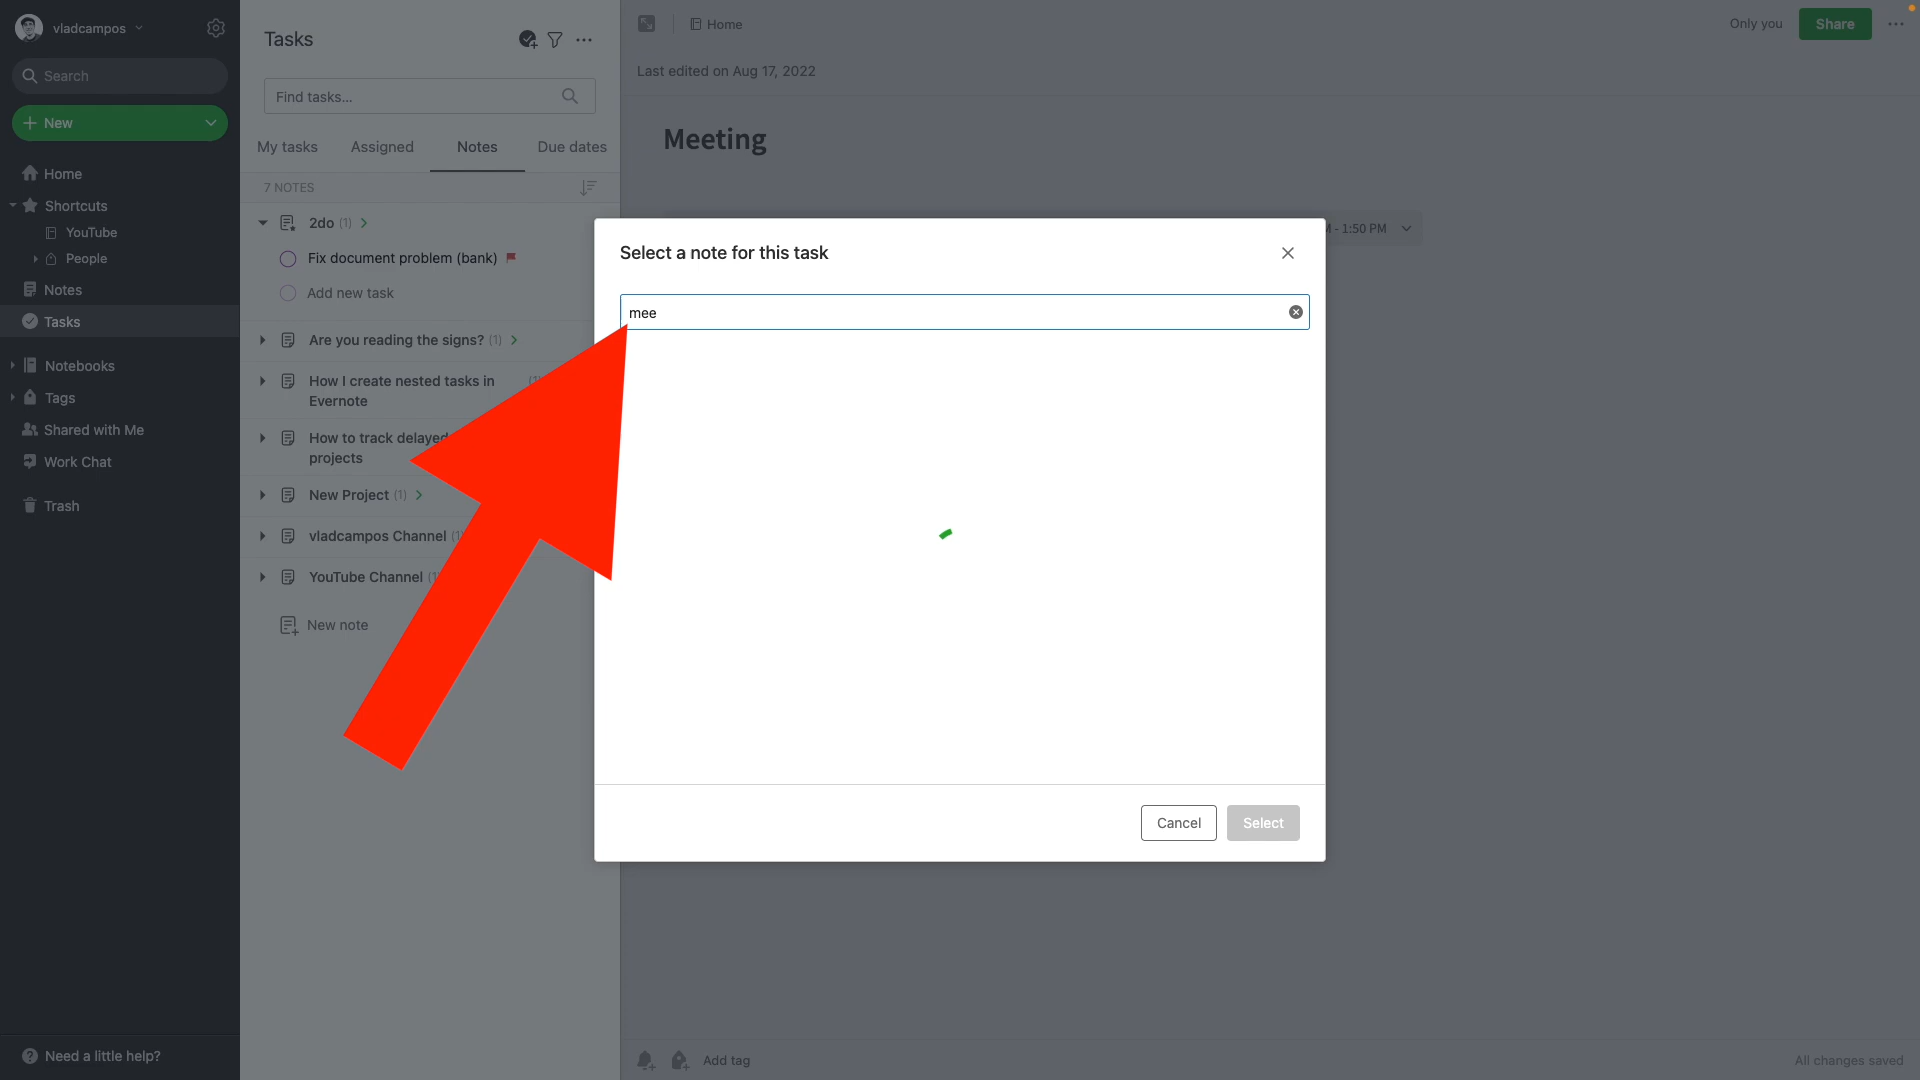 vladcampos
Search
New
Home
Shortcuts
YouTube
People
Notes
Tasks
Notebooks
Tags
Shared with Me
Work Chat
Trash
Need a little help?
Tasks
Find tasks...
My tasks
Assigned
Notes
Due dates
7 NOTES
2do (1)
Fix document problem (bank)
Add new task
Are you reading the signs? (1)
How I create nested tasks in
Evernote
How to track delayed
projects
New Project (1)
vladcampos Channel
YouTube Channel
New note
Home
Only you
Share
Last edited on Aug 17, 2022
Meeting
- 1:50 PM
Select a note for this task
mee
Cancel
Select
Add tag
All changes saved